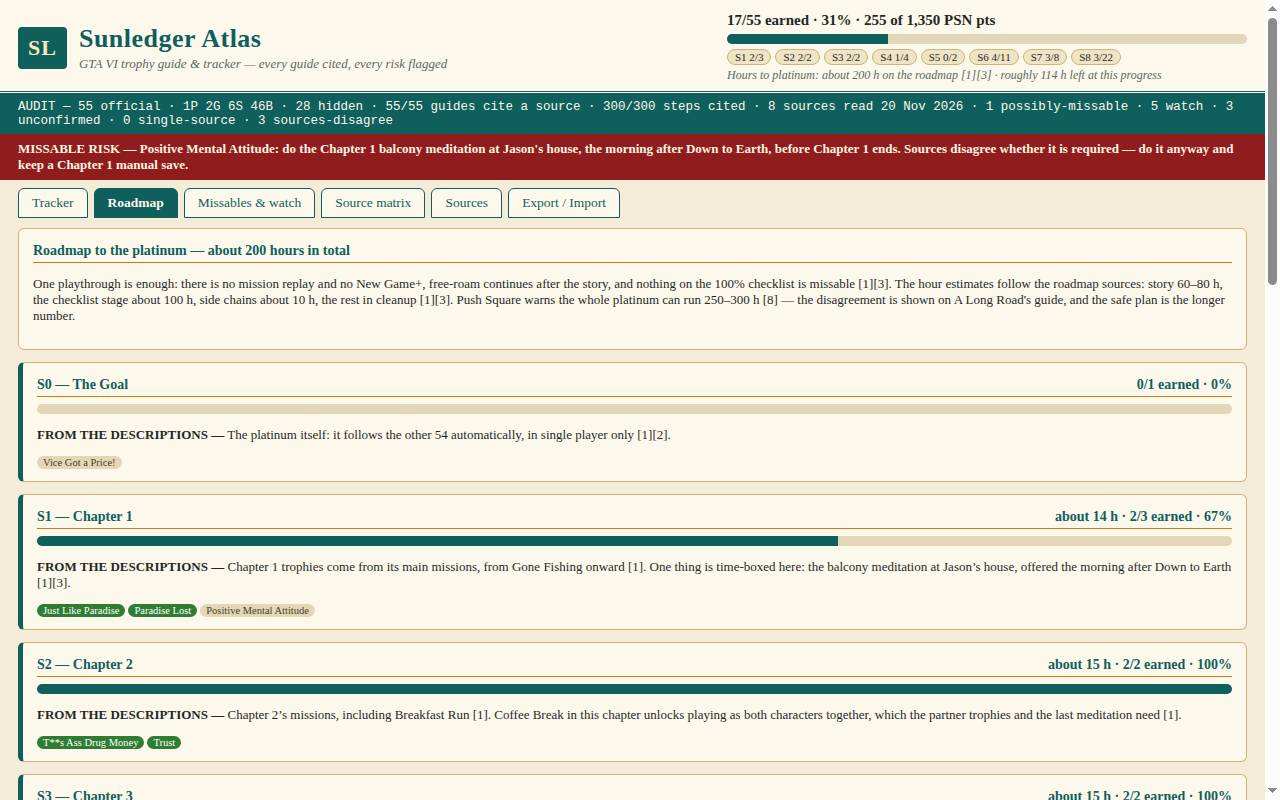 SL
Sunledger Atlas
GTA VI trophy guide & tracker — every guide cited, every risk flagged
17/55 earned · 31% · 255 of 1,350 PSN pts
S1 2/3 S2 2/2 S3 2/2 S4 1/4 S5 0/2 S6 4/11 S7 3/8 S8 3/22
Hours to platinum: about 200 h on the roadmap [1][3] · roughly 114 h left at this progress
AUDIT — 55 official · 1P 2G 6S 46B · 28 hidden · 55/55 guides cite a source · 300/300 steps cited · 8 sources read 20 Nov 2026 · 1 possibly-missable · 5 watch · 3
unconfirmed · 0 single-source · 3 sources-disagree
MISSABLE RISK — Positive Mental Attitude: do the Chapter 1 balcony meditation at Jason's house, the morning after Down to Earth, before Chapter 1 ends. Sources disagree whether it is required — do it anyway and
keep a Chapter 1 manual save.
Tracker Roadmap Missables & watch Source matrix Sources Export / Import
Roadmap to the platinum — about 200 hours in total
One playthrough is enough: there is no mission replay and no New Game+, free-roam continues after the story, and nothing on the 100% checklist is missable [1][3]. The hour estimates follow the roadmap sources: story 60–80 h,
the checklist stage about 100 h, side chains about 10 h, the rest in cleanup [1][3]. Push Square warns the whole platinum can run 250–300 h [8] — the disagreement is shown on A Long Road's guide, and the safe plan is the longer
number.
S0 — The Goal 0/1 earned · 0%
FROM THE DESCRIPTIONS — The platinum itself: it follows the other 54 automatically, in single player only [1][2].
Vice Got a Price!
S1 — Chapter 1 about 14 h · 2/3 earned · 67%
FROM THE DESCRIPTIONS — Chapter 1 trophies come from its main missions, from Gone Fishing onward [1]. One thing is time-boxed here: the balcony meditation at Jason’s house, offered the morning after Down to Earth
[1][3].
Just Like Paradise Paradise Lost Positive Mental Attitude
S2 — Chapter 2 about 15 h · 2/2 earned · 100%
FROM THE DESCRIPTIONS — Chapter 2’s missions, including Breakfast Run [1]. Coffee Break in this chapter unlocks playing as both characters together, which the partner trophies and the last meditation need [1].
T**s Ass Drug Money Trust
S3 — Chapter 3 about 15 h · 2/2 earned · 100%